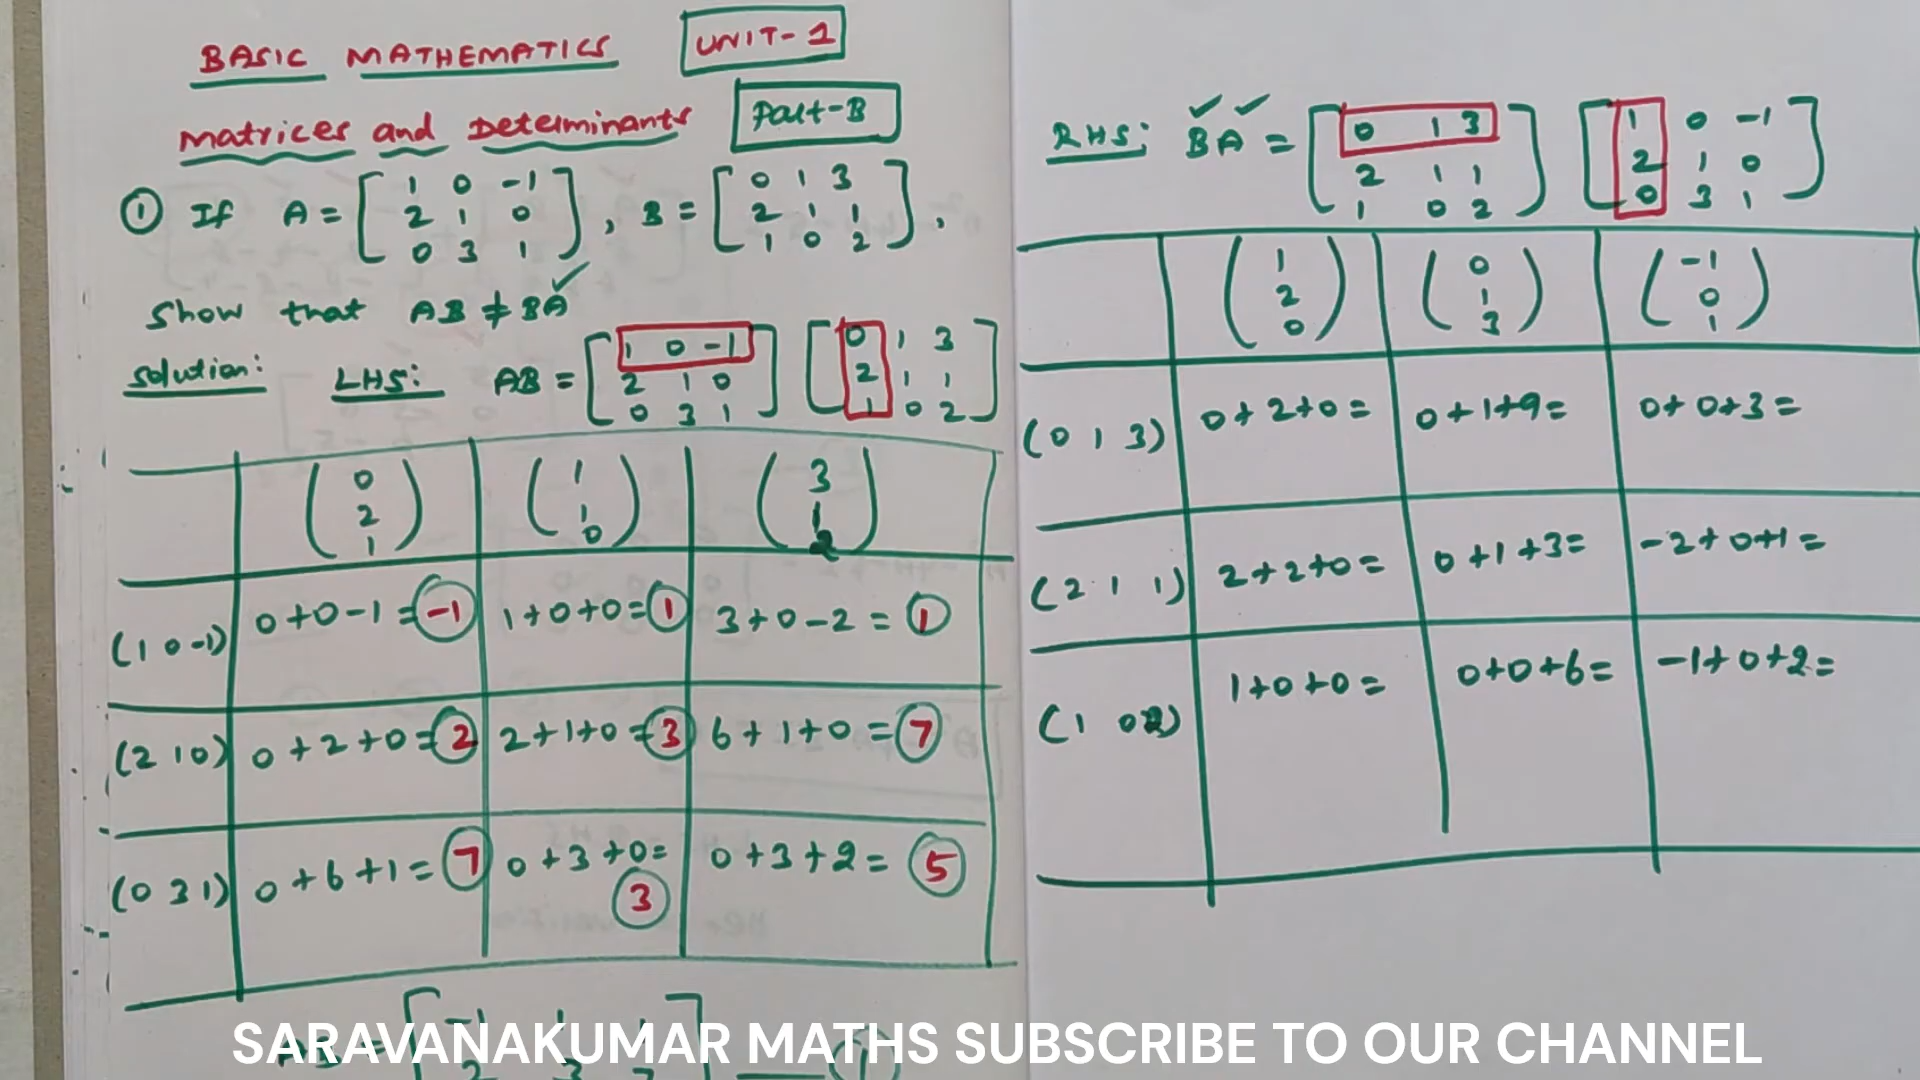 BASIC MATHEMATICS UNIT-1
Matrices and Determinants Part-B
① If A = [ 1 0 -1
2 1 0
0 3 1 ] , B = [ 0 1 3
2 1 1
1 0 2 ] ,
Show that AB ≠ BA ✓
Solution: LHS: AB = [ 1 0 -1
2 1 0
0 3 1 ] [ 0 1 3
2 1 1
1 0 2 ]
( 0 2 1 ) ( 1 1 0 ) ( 3 1 2 )
(1 0 -1) 0+0-1 = -1 1+0+0 = 1 3+0-2 = 1
(2 1 0) 0+2+0 = 2 2+1+0 = 3 6+1+0 = 7
(0 3 1) 0+6+1 = 7 0+3+0 = 3 0+3+2 = 5
RHS: BA = [ 0 1 3
2 1 1
1 0 2 ] [ 1 0 -1
2 1 0
0 3 1 ]
( 1 2 0 ) ( 0 1 3 ) ( -1 0 1 )
(0 1 3) 0+2+0 = 0+1+9 = 0+0+3 =
(2 1 1) 2+2+0 = 0+1+3 = -2+0+1 =
(1 0 2) 1+0+0 = 0+0+6 = -1+0+2 =
SARAVANAKUMAR MATHS SUBSCRIBE TO OUR CHANNEL